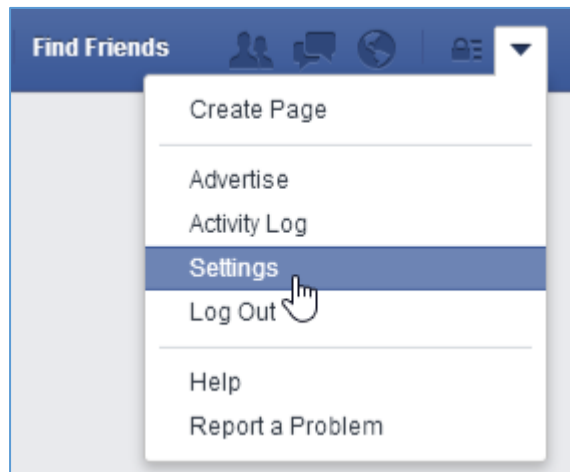 Find Friends
Create Page
Advertise
Activity Log
Settings
Log Out
Help
Report a Problem